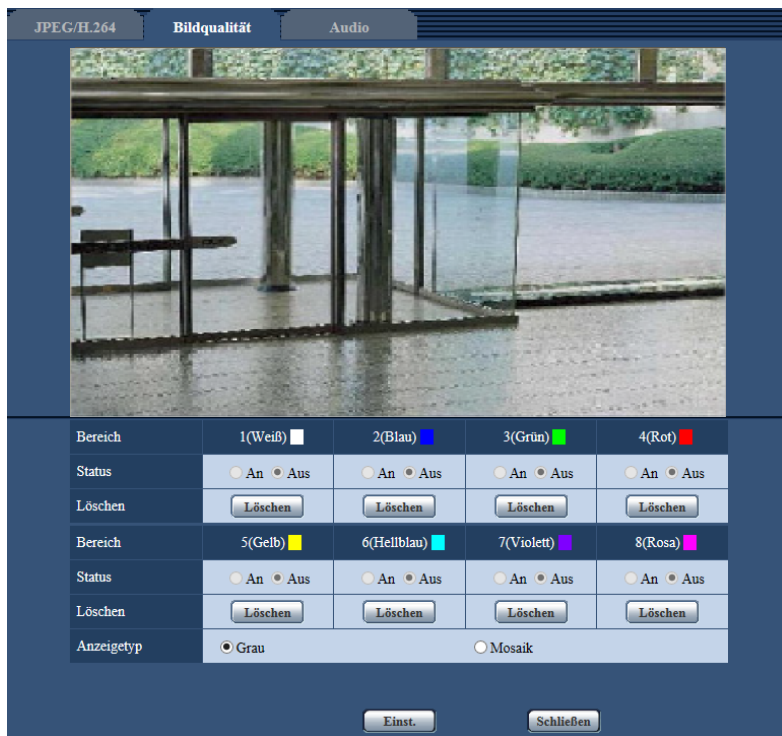 JPEG/H.264 Bildqualität Audio
Bereich 1(Weiß) 2(Blau) 3(Grün) 4(Rot)
Status An Aus An Aus An Aus An Aus
Löschen Löschen Löschen Löschen Löschen
Bereich 5(Gelb) 6(Hellblau) 7(Violett) 8(Rosa)
Status An Aus An Aus An Aus An Aus
Löschen Löschen Löschen Löschen Löschen
Anzeigetyp Grau Mosaik
Einst. Schließen